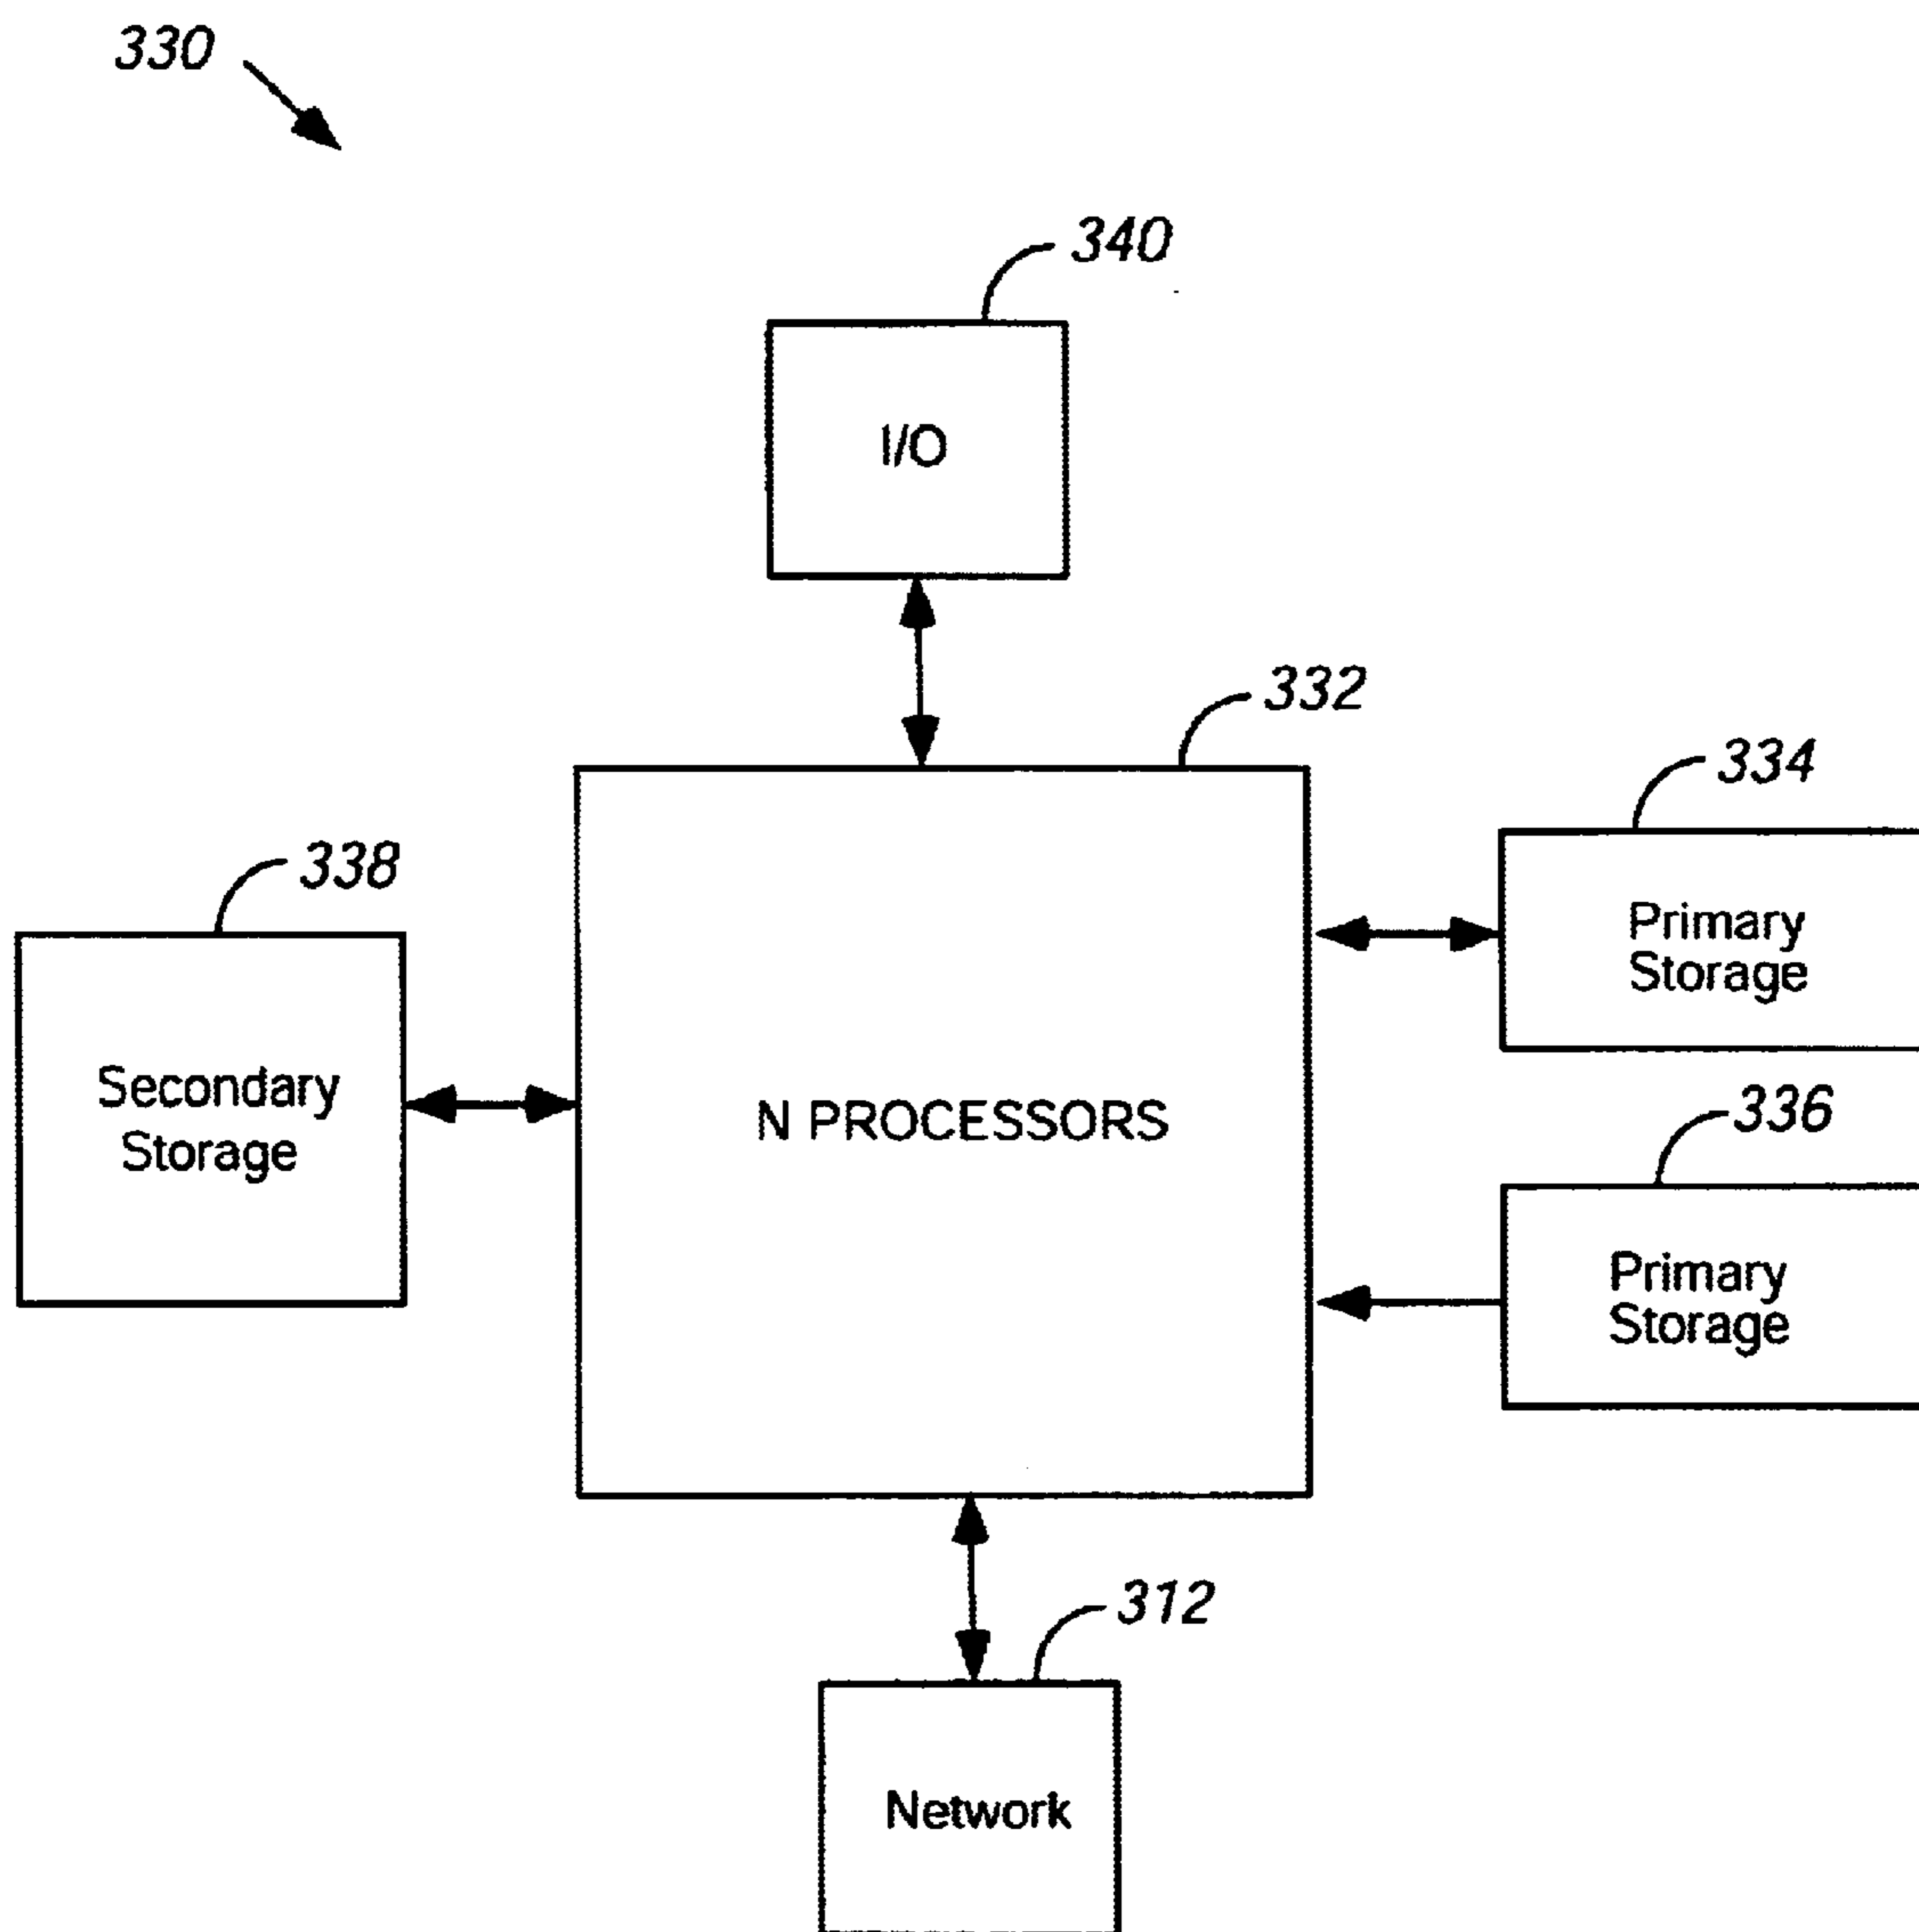 330
340
I/O
332
334
Primary
Storage
338
Secondary
Storage
N PROCESSORS
336
Primary
Storage
312
Network